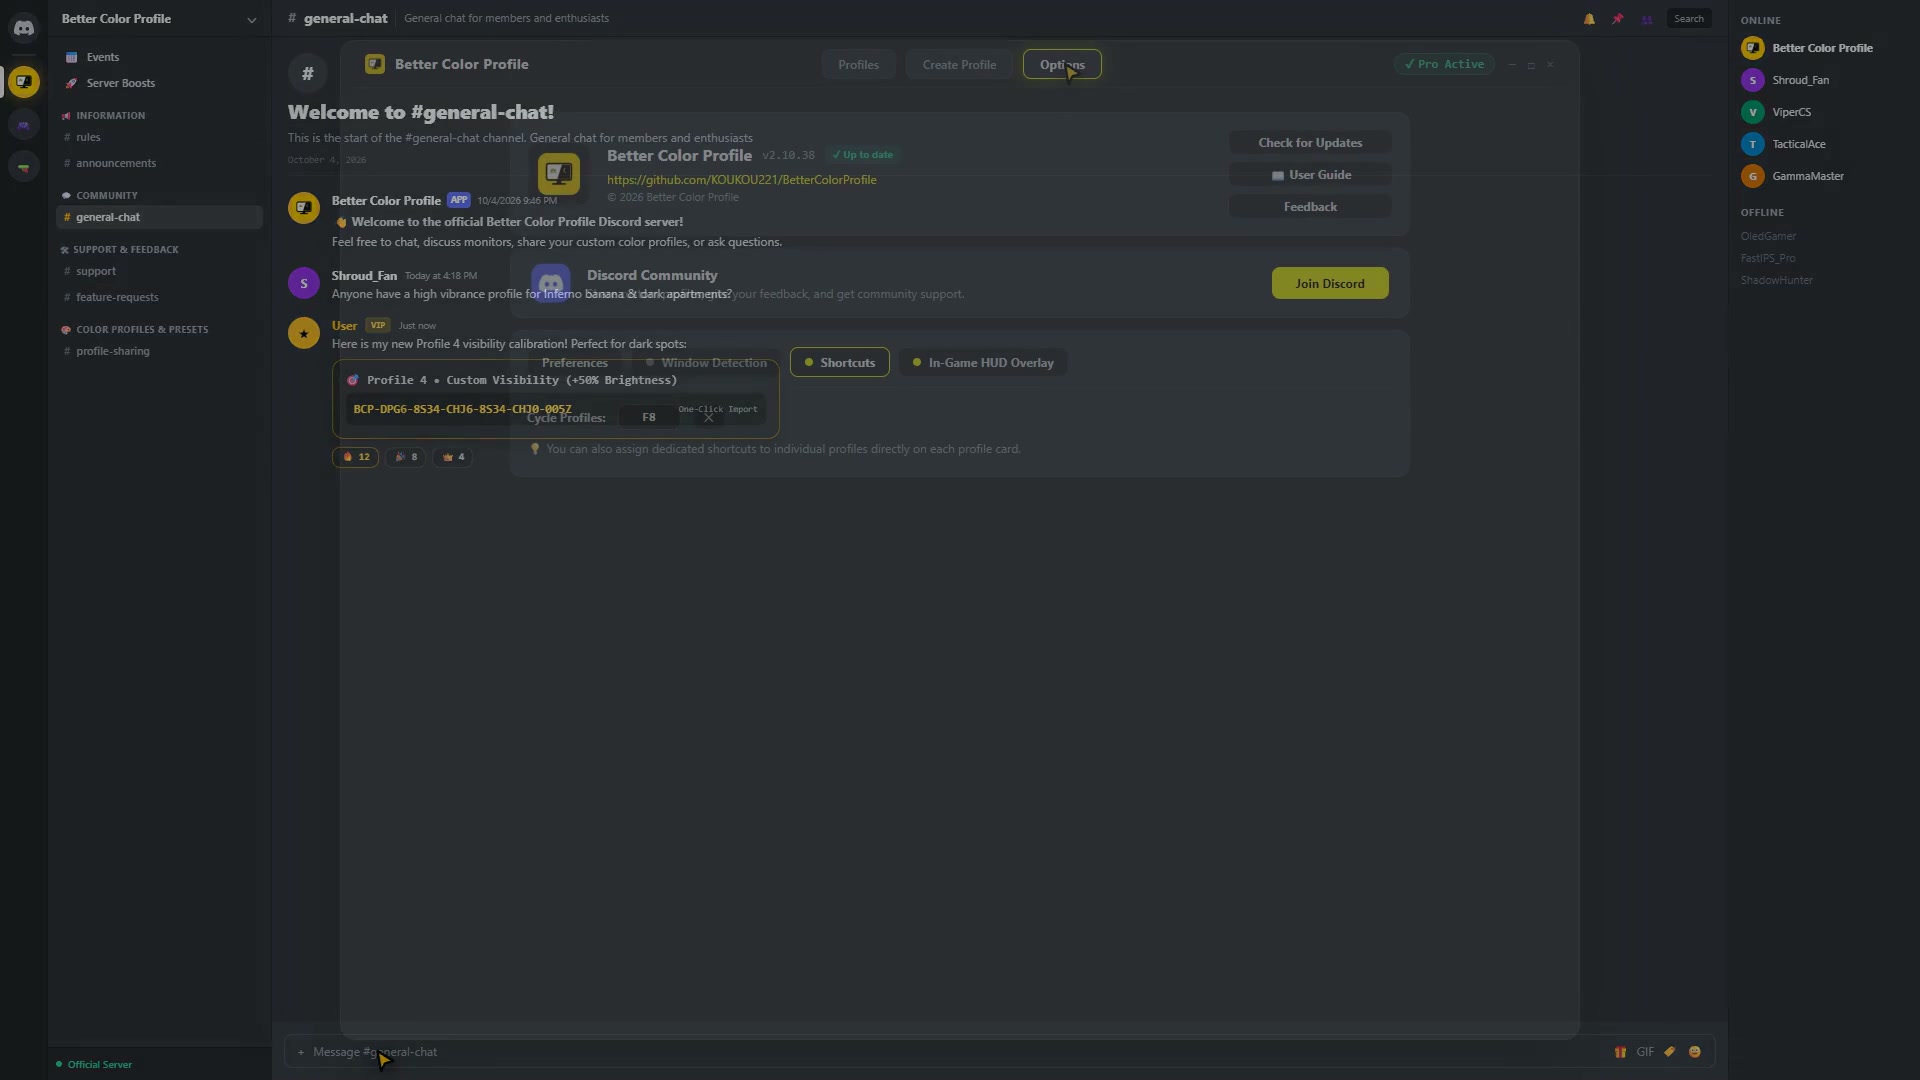 Better Color Profile
Events
Server Boosts
INFORMATION
# rules
# announcements
COMMUNITY
# general-chat
SUPPORT & FEEDBACK
# support
# feature-requests
COLOR PROFILES & PRESETS
# profile-sharing
Official Server
# general-chat
General chat for members and enthusiasts
Search
#
Welcome to #general-chat!
This is the start of the #general-chat channel. General chat for members and enthusiasts
October 4, 2026
Better Color Profile APP 10/4/2026 9:46 PM
Welcome to the official Better Color Profile Discord server!
Feel free to chat, discuss monitors, share your custom color profiles, or ask questions.
S
Shroud_Fan Today at 4:18 PM
Anyone have a high vibrance profile for Inferno banana & dark apartments?
User VIP Just now
Here is my new Profile 4 visibility calibration! Perfect for dark spots:
Profile 4 • Custom Visibility (+50% Brightness)
BCP-DPG6-8S34-CHJ6-8S34-CHJ0-005Z
One-Click Import
12
8
4
+ Message #general-chat
GIF
Better Color Profile
Profiles
Create Profile
Options
✓ Pro Active
Better Color Profile v2.10.38 ✓ Up to date
https://github.com/KOUKOU221/BetterColorProfile
© 2026 Better Color Profile
Check for Updates
User Guide
Feedback
Discord Community
your feedback, and get community support.
Join Discord
Preferences
Window Detection
Shortcuts
In-Game HUD Overlay
Cycle Profiles:
F8
You can also assign dedicated shortcuts to individual profiles directly on each profile card.
ONLINE
Better Color Profile
S Shroud_Fan
V ViperCS
T TacticalAce
G GammaMaster
OFFLINE
OledGamer
FastIPS_Pro
ShadowHunter